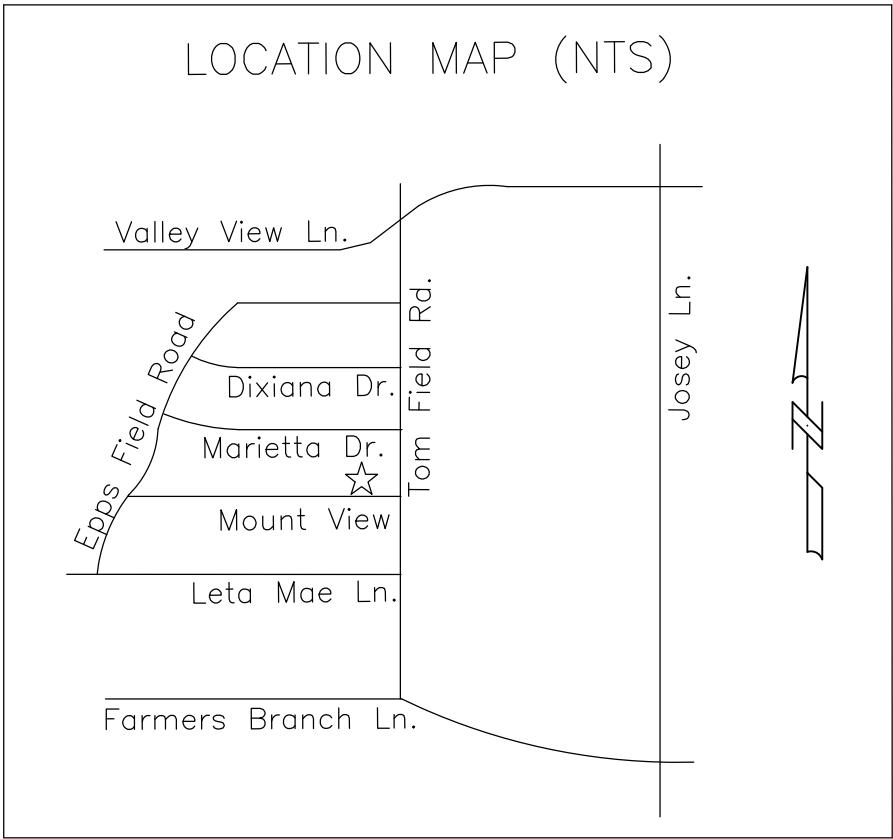 LOCATION MAP (NTS)
Valley View Ln.
Tom Field Rd.
Josey Ln.
Epps Field Road
Dixiana Dr.
Marietta Dr.
Mount View
Leta Mae Ln.
Farmers Branch Ln.
N